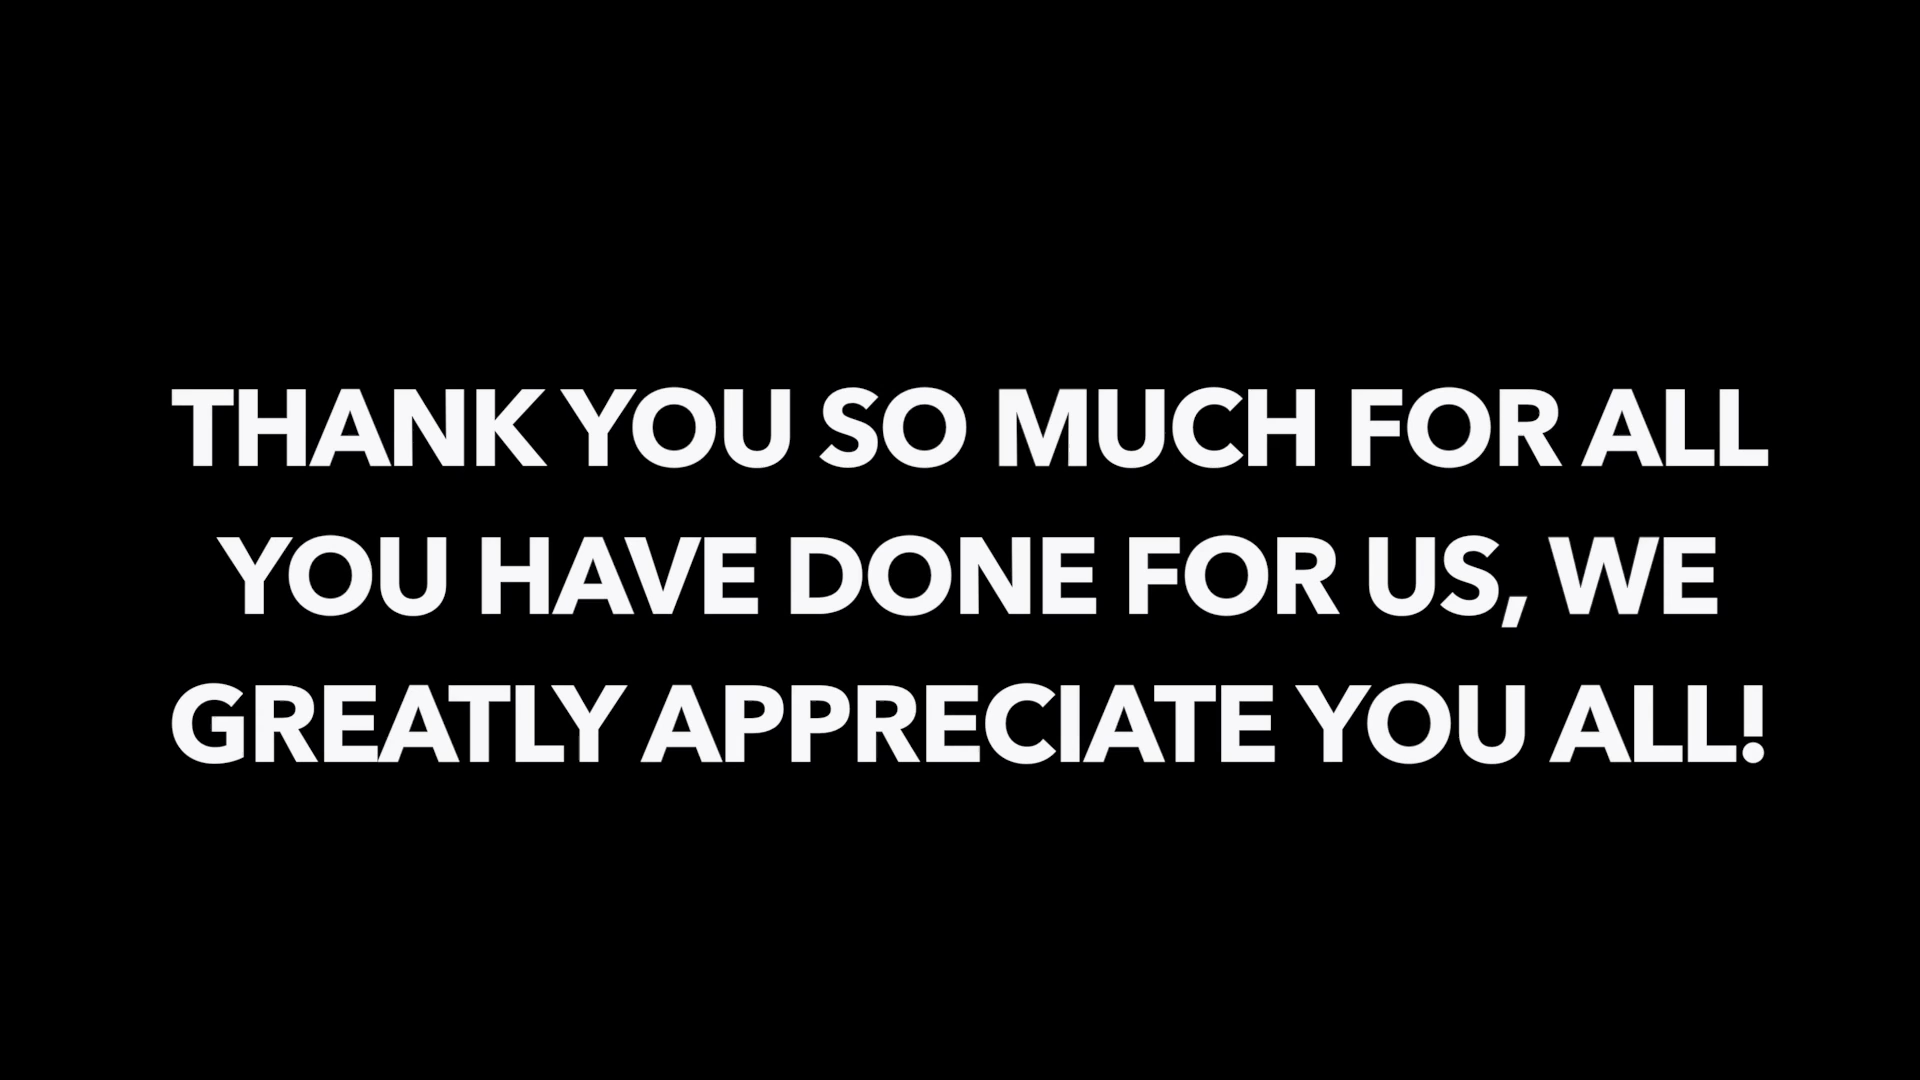 THANK YOU SO MUCH FOR ALL
YOU HAVE DONE FOR US, WE
GREATLY APPRECIATE YOU ALL!